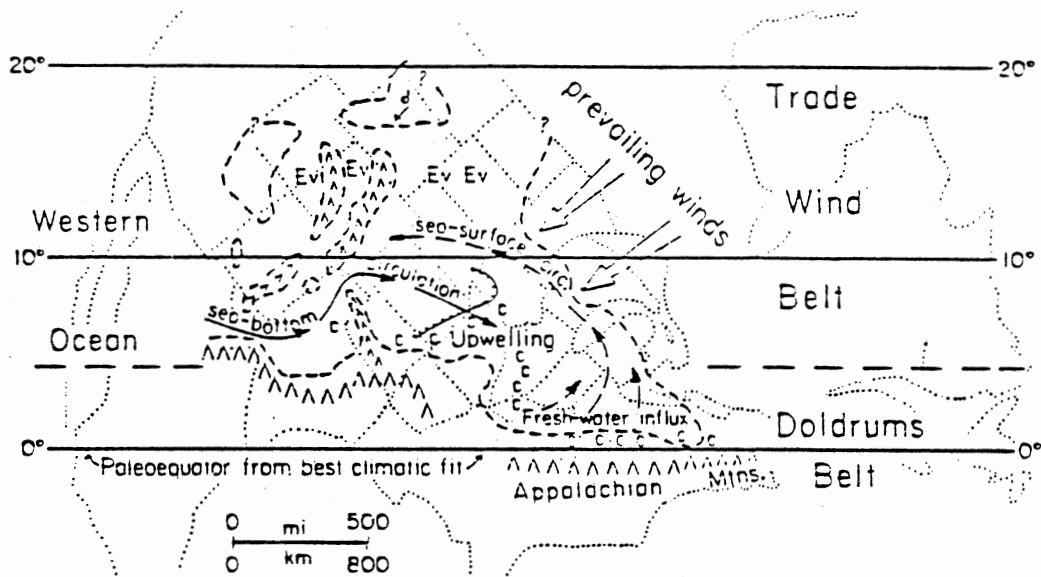 20°
20°
Trade
Wind
Belt
prevailing winds
?
d
?
?
Ev
Ev
Ev Ev
Western
Ocean
sea-surface
10°
10°
circulation
sea-bottom
Upwelling
(C)
C
C
C
C
C
C
C
C
Fresh water influx
C C C C C
Doldrums
Belt
0°
0°
Paleoequator from best climatic fit
Appalachian Mtns.
0 mi 500
0 km 800